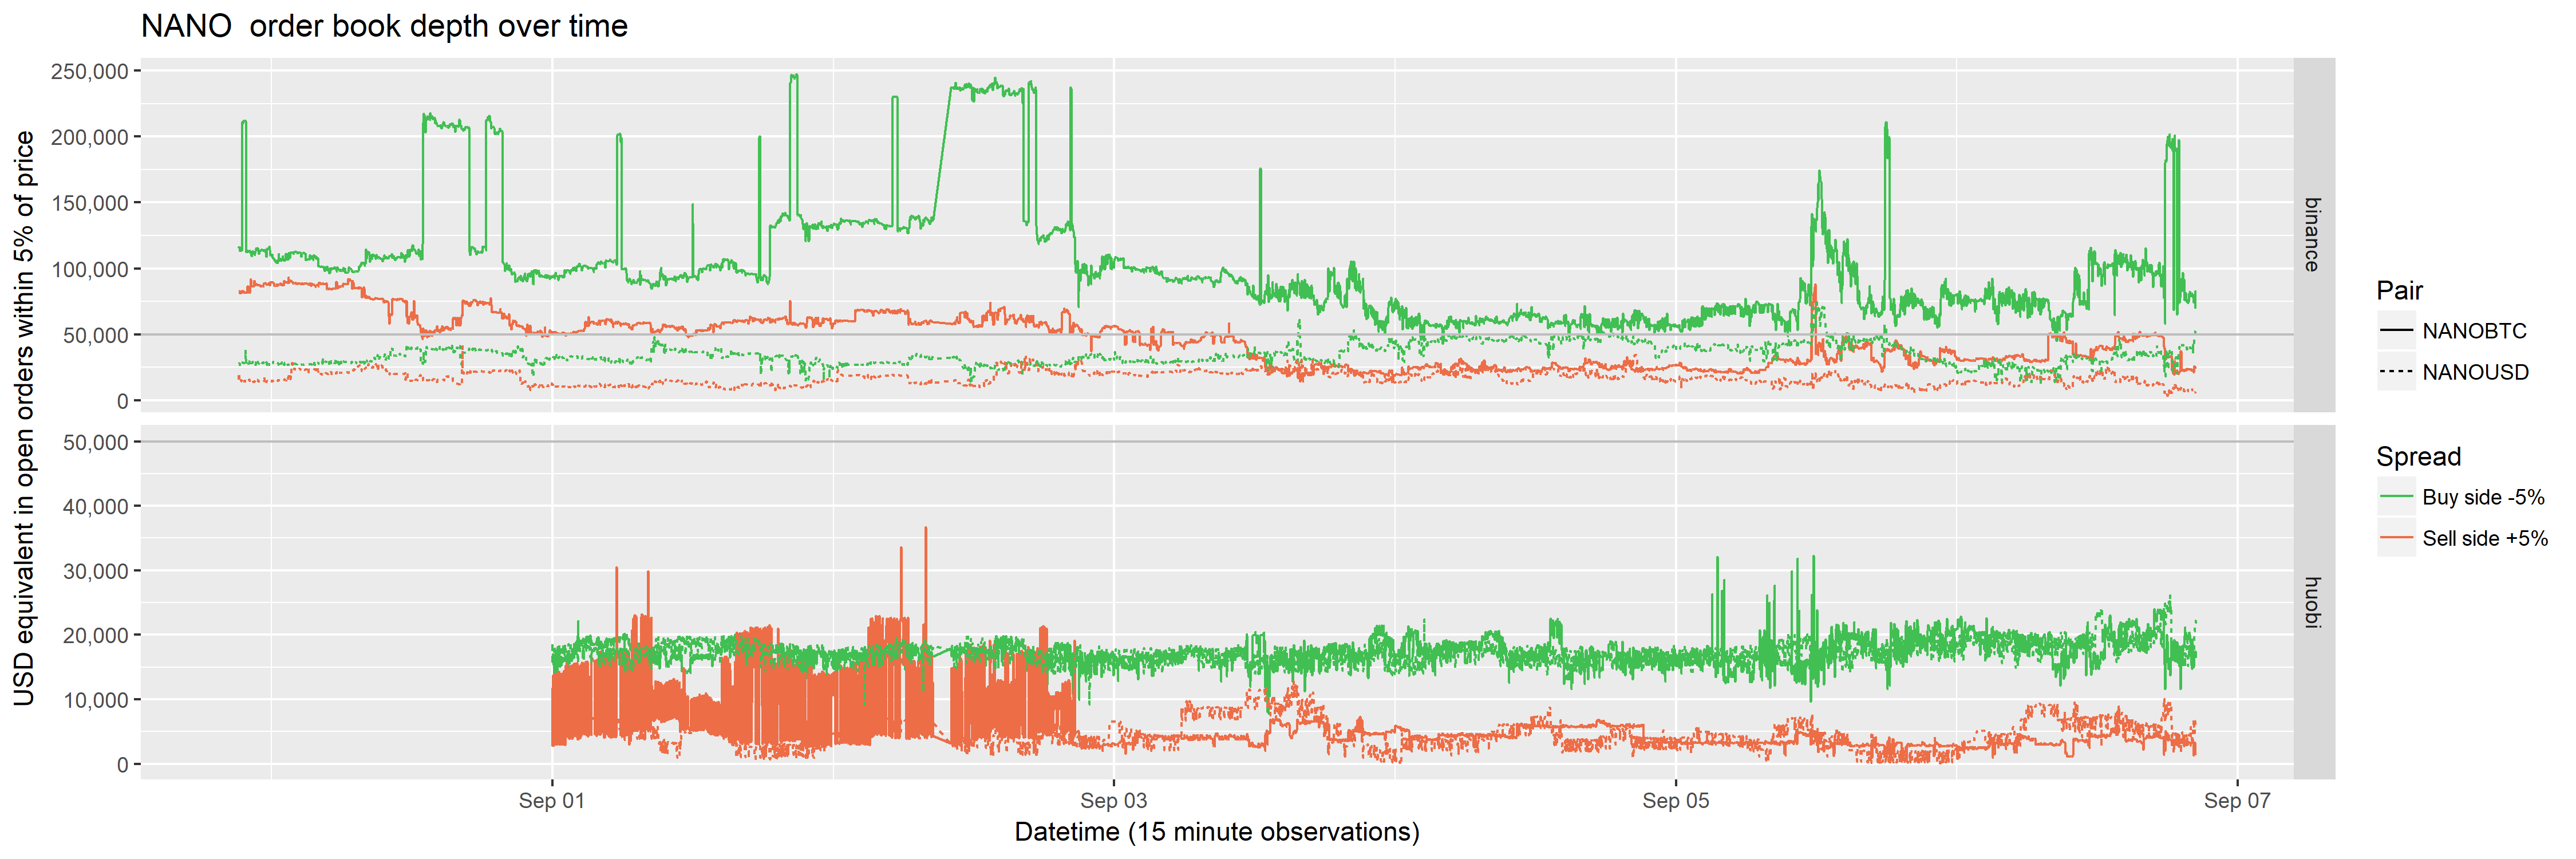 NANO  order book depth over time
USD equivalent in open orders within 5% of price
250,000
200,000
150,000
100,000
50,000
0
binance
50,000
40,000
30,000
20,000
10,000
0
huobi
Sep 01
Sep 03
Sep 05
Sep 07
Datetime (15 minute observations)
Pair
NANOBTC
NANOUSD
Spread
Buy side -5%
Sell side +5%